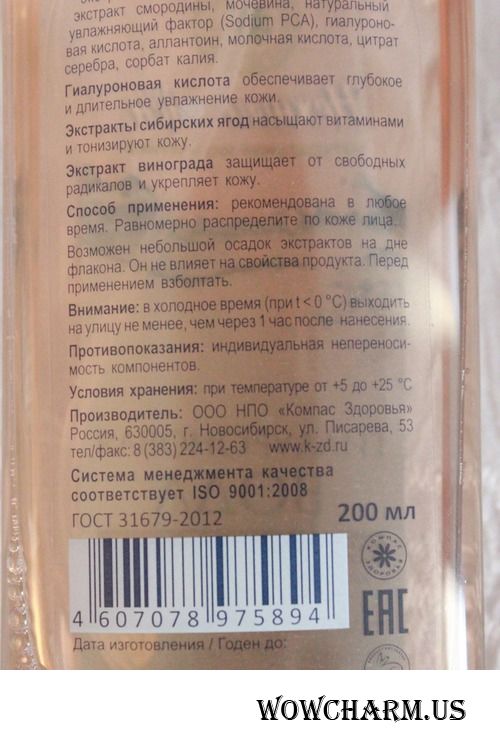 экстракт смородины, мочевина, натуральный
увлажняющий фактор (Sodium PCA), гиалуроно-
вая кислота, аллантоин, молочная кислота, цитрат
серебра, сорбат калия.
Гиалуроновая кислота обеспечивает глубокое
и длительное увлажнение кожи.
Экстракты сибирских ягод насыщают витаминами
и тонизируют кожу.
Экстракт винограда защищает от свободных
радикалов и укрепляет кожу.
Способ применения: рекомендована в любое
время. Равномерно распределите по коже лица.
Возможен небольшой осадок экстрактов на дне
флакона. Он не влияет на свойства продукта. Перед
применением взболтать.
Внимание: в холодное время (при t < 0 °C) выходить
на улицу не менее, чем через 1 час после нанесения.
Противопоказания: индивидуальная непереноси-
мость компонентов.
Условия хранения: при температуре от +5 до +25 °C
Производитель: ООО НПО «Компас Здоровья»
Россия, 630005, г. Новосибирск, ул. Писарева, 53
тел/факс: 8 (383) 224-12-63 www.k-zd.ru
Система менеджмента качества
соответствует ISO 9001:2008
ГОСТ 31679-2012 200 мл
КОМПАС ЗДОРОВЬЯ
4 607078 975894
EAC
Дата изготовления / Годен до:
WOWCHARM.US